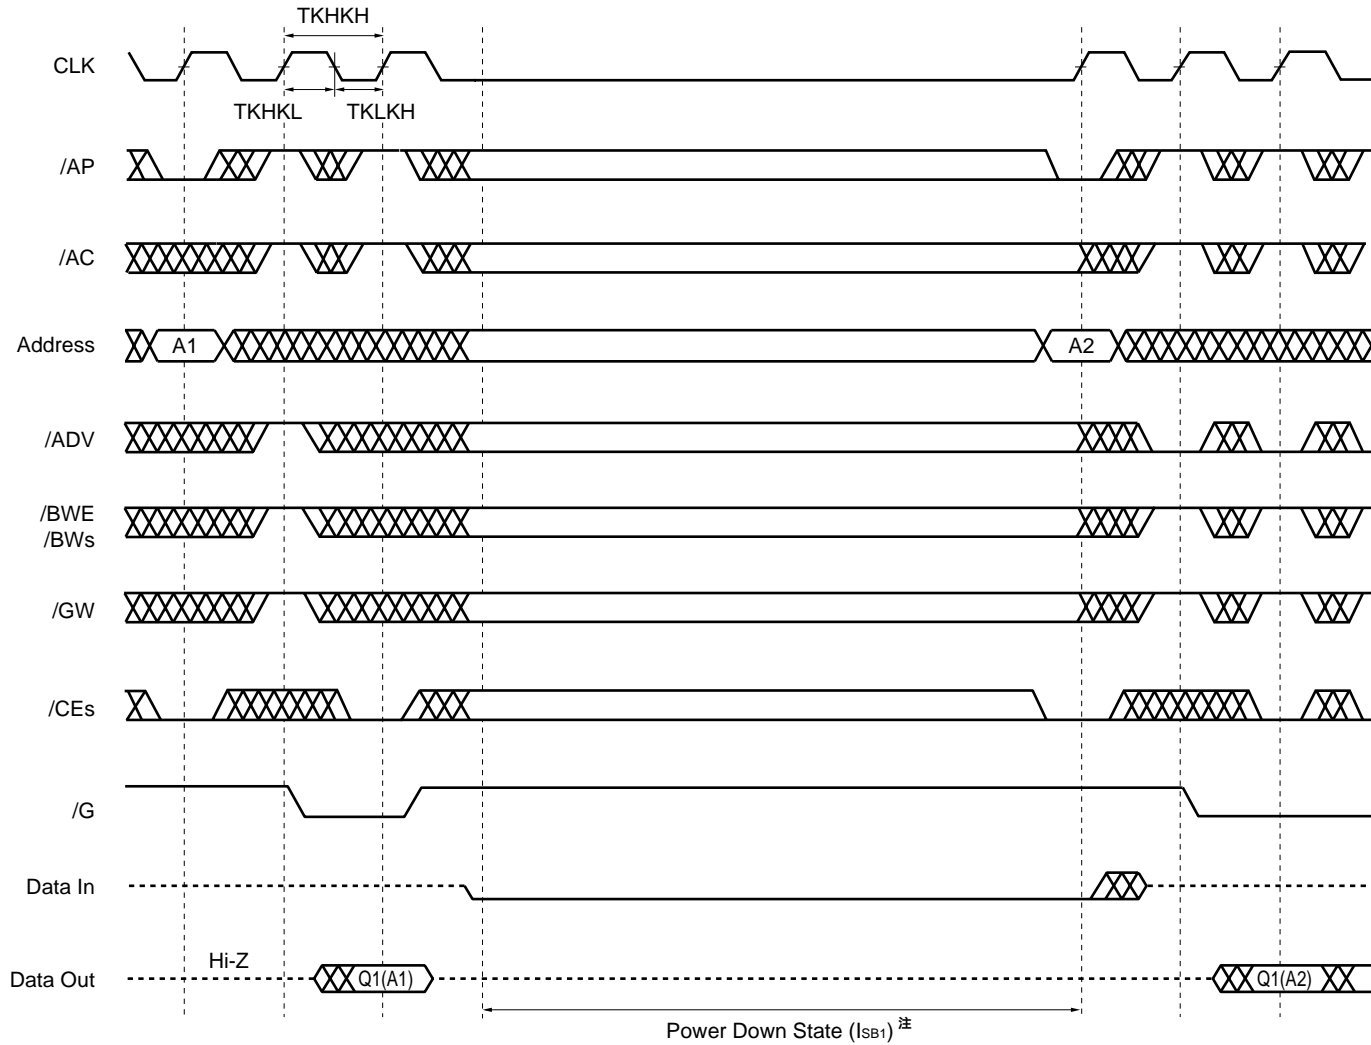 TKHKH
CLK
TKHKL
TKLKH
/AP
/AC
Address
A1
A2
/ADV
/BWE
/BWs
/GW
/CEs
/G
Data In
Hi-Z
Data Out
Q1(A1)
Q1(A2)
Power Down State (ISB1) 注